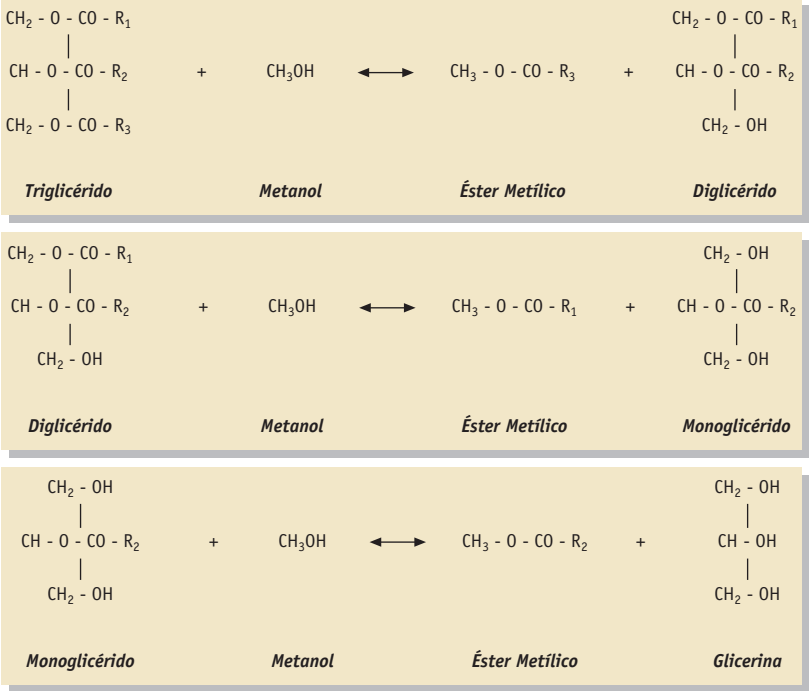 CH₂ - O - CO - R₁ CH₂ - O - CO - R₁
CH - O - CO - R₂ + CH₃OH ↔ CH₃ - O - CO - R₃ + CH - O - CO - R₂
CH₂ - O - CO - R₃ CH₂ - OH
Triglicérido Metanol Éster Metílico Diglicérido
CH₂ - O - CO - R₁ CH₂ - OH
CH - O - CO - R₂ + CH₃OH ↔ CH₃ - O - CO - R₁ + CH - O - CO - R₂
CH₂ - OH CH₂ - OH
Diglicérido Metanol Éster Metílico Monoglicérido
CH₂ - OH CH₂ - OH
CH - O - CO - R₂ + CH₃OH ↔ CH₃ - O - CO - R₂ + CH - OH
CH₂ - OH CH₂ - OH
Monoglicérido Metanol Éster Metílico Glicerina